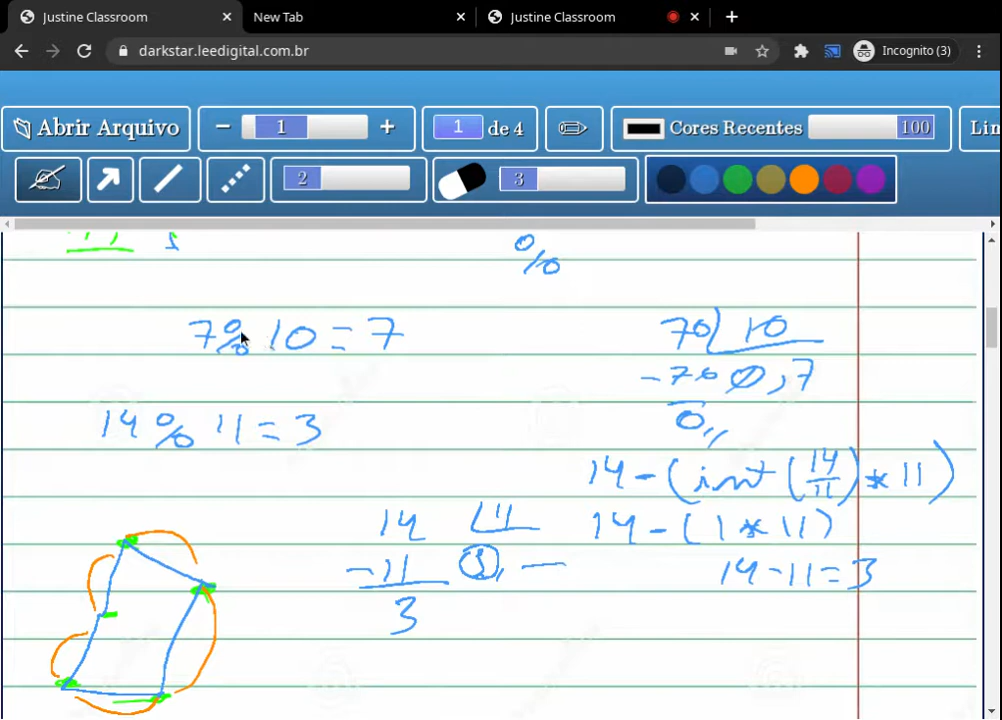 Justine Classroom
New Tab
Justine Classroom
darkstar.leedigital.com.br
Incognito (3)
Abrir Arquivo
− 1 +
1 de 4
Cores Recentes
100
Lin
2
3
%
7 % 10 = 7
70 10
-70 0,7
0,,
14 % 11 = 3
14 - (int (14/11) * 11)
14 11
14 - (1 * 11)
-11 1,
14 - 11 = 3
3